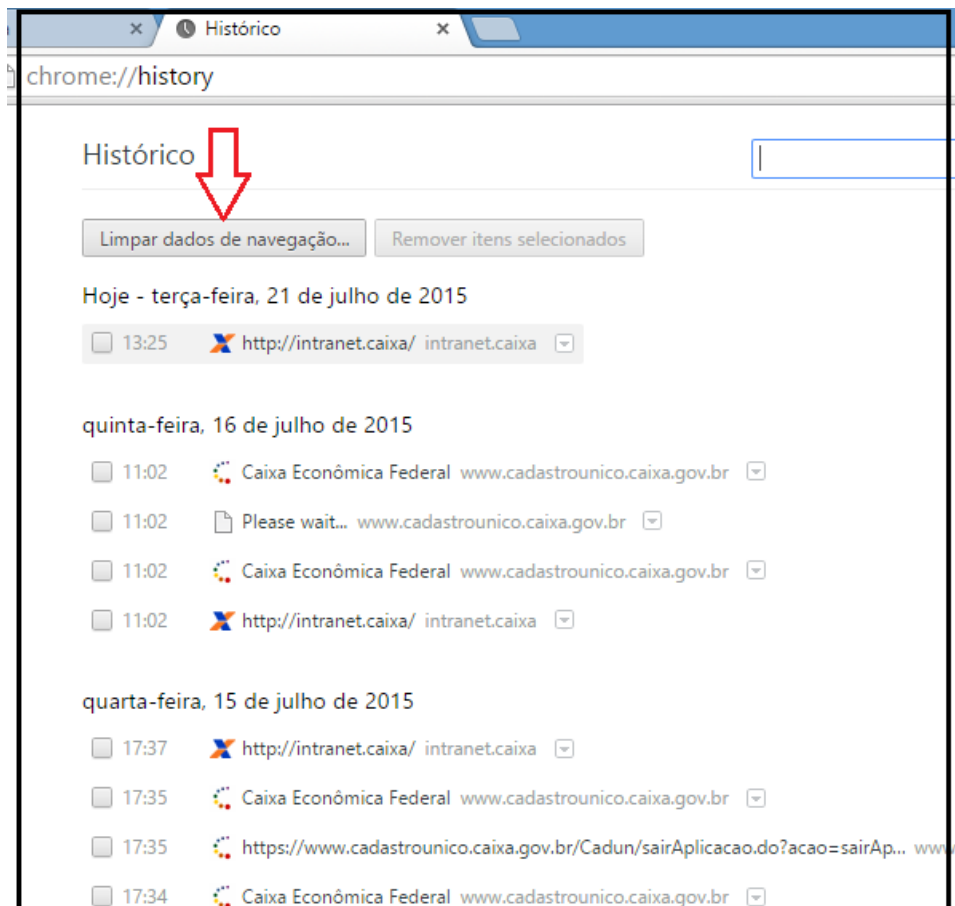 Histórico
chrome://history
Histórico
Limpar dados de navegação... Remover itens selecionados
Hoje - terça-feira, 21 de julho de 2015
13:25 http://intranet.caixa/ intranet.caixa
quinta-feira, 16 de julho de 2015
11:02 Caixa Econômica Federal www.cadastrounico.caixa.gov.br
11:02 Please wait... www.cadastrounico.caixa.gov.br
11:02 Caixa Econômica Federal www.cadastrounico.caixa.gov.br
11:02 http://intranet.caixa/ intranet.caixa
quarta-feira, 15 de julho de 2015
17:37 http://intranet.caixa/ intranet.caixa
17:35 Caixa Econômica Federal www.cadastrounico.caixa.gov.br
17:35 https://www.cadastrounico.caixa.gov.br/Cadun/sairAplicacao.do?acao=sairAp... www
17:34 Caixa Econômica Federal www.cadastrounico.caixa.gov.br